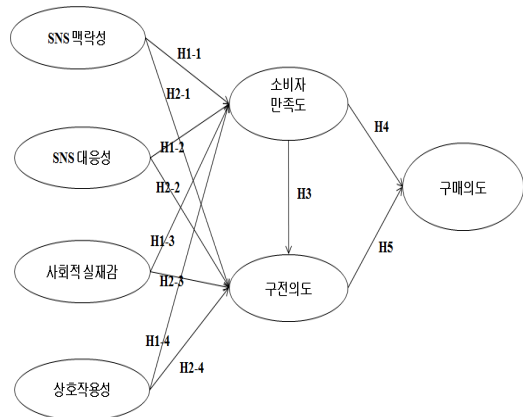 SNS 맥락성
H1-1
H2-1
소비자
만족도
H4
SNS 대응성
H1-2
H2-2
구매의도
H3
H1-3
H5
사회적 실재감
H2-3
구전의도
H1-4
H2-4
상호작용성